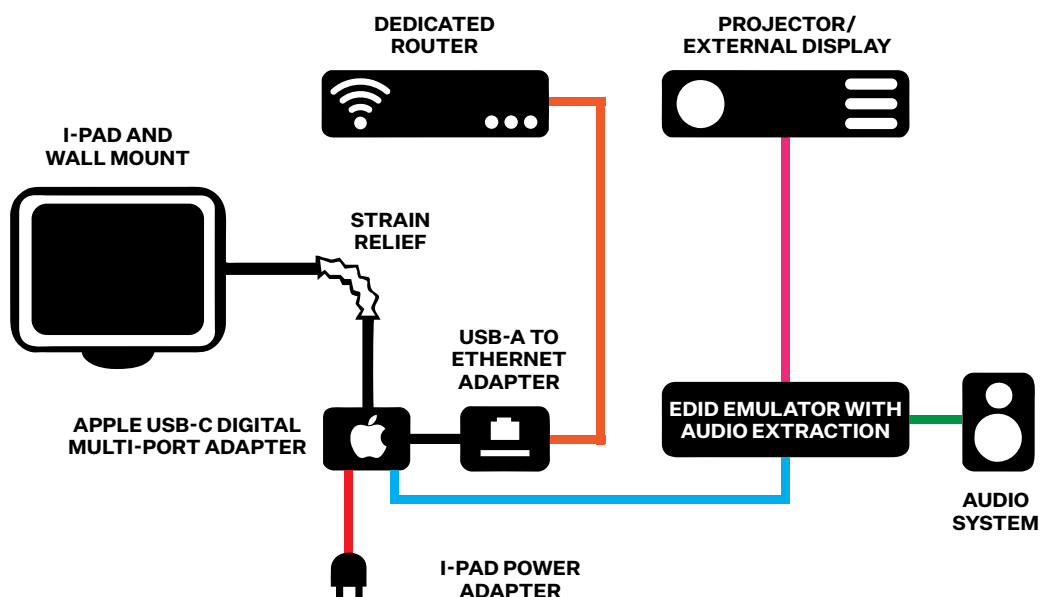 DEDICATED
ROUTER
PROJECTOR/
EXTERNAL DISPLAY
I-PAD AND
WALL MOUNT
STRAIN
RELIEF
USB-A TO
ETHERNET
ADAPTER
APPLE USB-C DIGITAL
MULTI-PORT ADAPTER
EDID EMULATOR WITH
AUDIO EXTRACTION
AUDIO
SYSTEM
I-PAD POWER
ADAPTER